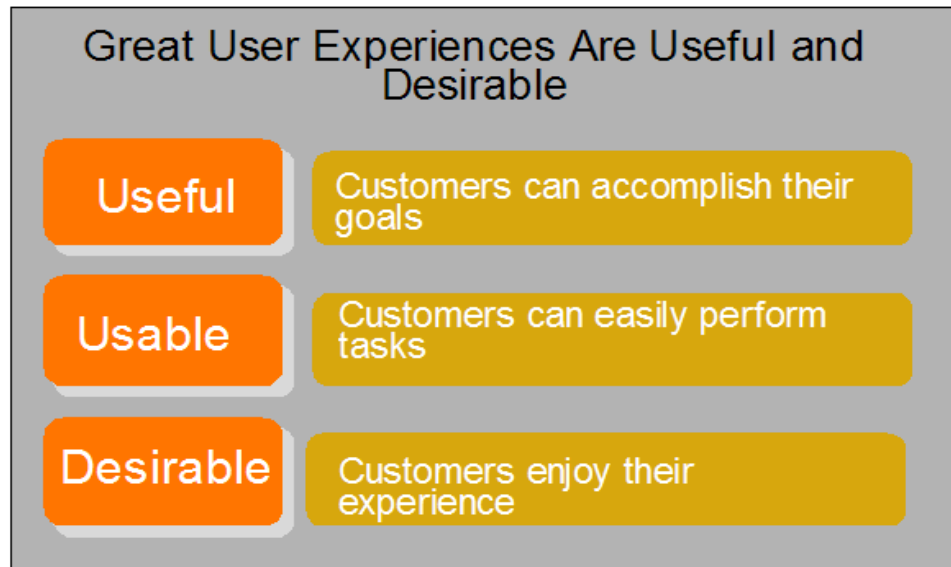 Great User Experiences Are Useful and
Desirable
Useful
Customers can accomplish their
goals
Usable
Customers can easily perform
tasks
Desirable
Customers enjoy their
experience